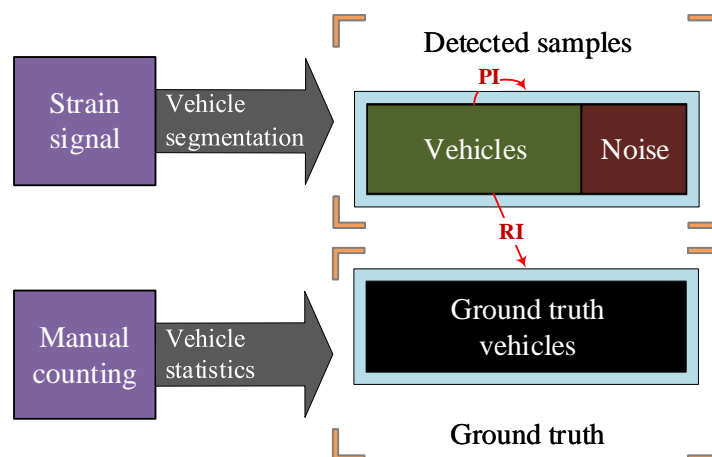 Detected samples
PI
Strain
signal
Vehicle
segmentation
Vehicles
Noise
RI
Manual
counting
Vehicle
statistics
Ground truth
vehicles
Ground truth